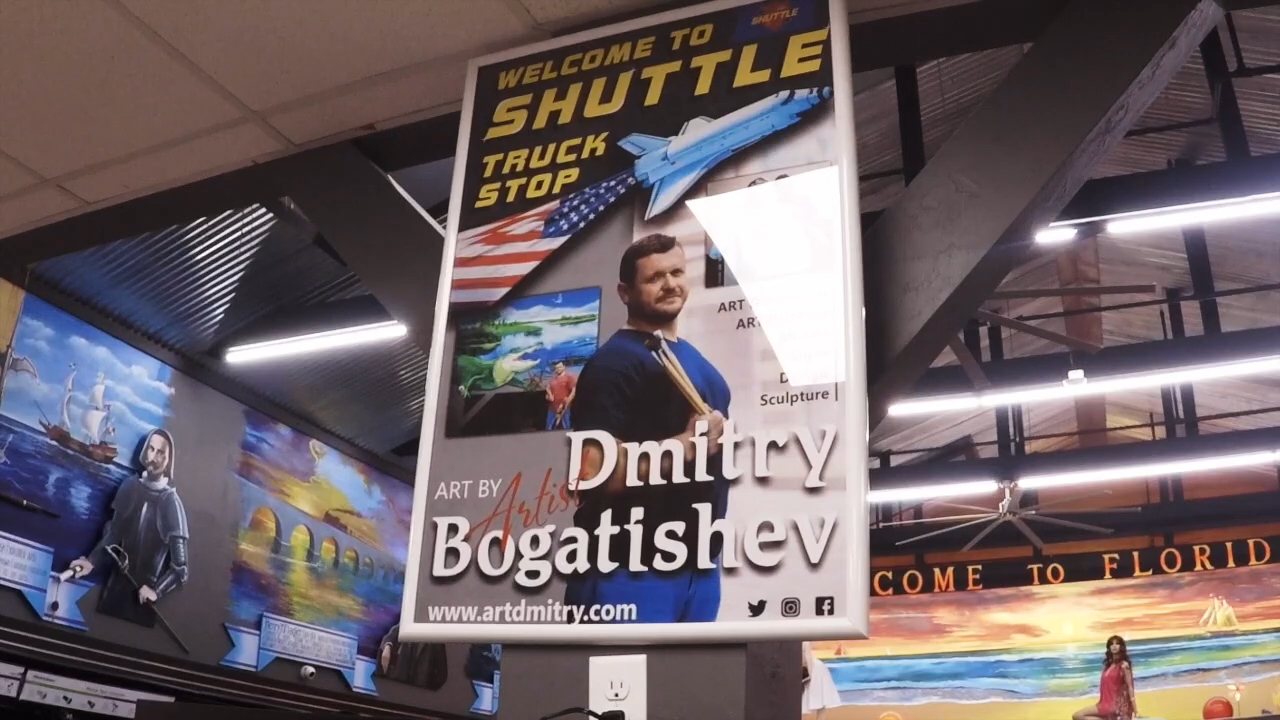 SHUTTLE
WELCOME TO
SHUTTLE
TRUCK
STOP
ART
AR
D
Sculpture
Dmitry
ART BY
Artist
Bogatishev
www.artdmitry.com
COME TO FLORID